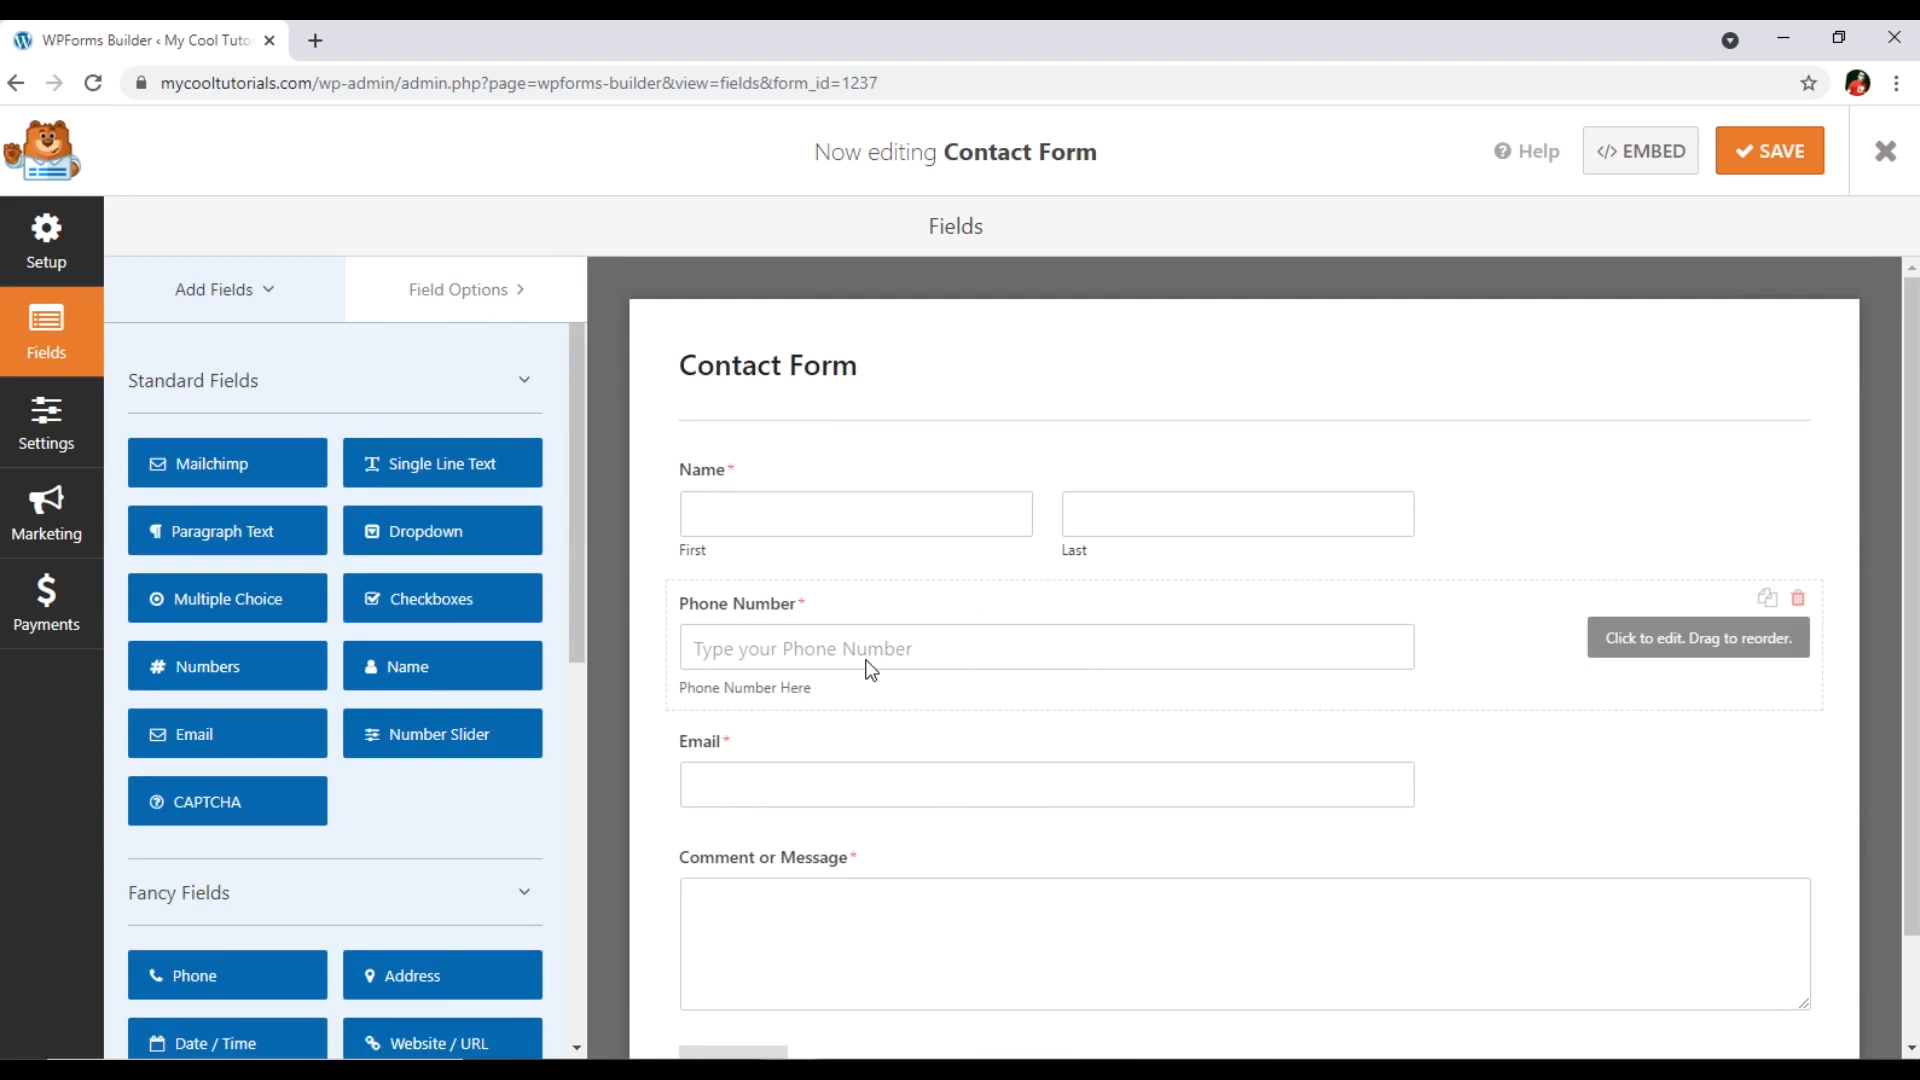 WPForms Builder ‹ My Cool Tuto
mycooltutorials.com/wp-admin/admin.php?page=wpforms-builder&view=fields&form_id=1237
Now editing Contact Form
Help
</> EMBED
SAVE
Setup
Fields
Settings
Marketing
Payments
Fields
Add Fields
Field Options
Standard Fields
Mailchimp
Single Line Text
Paragraph Text
Dropdown
Multiple Choice
Checkboxes
Numbers
Name
Email
Number Slider
CAPTCHA
Fancy Fields
Phone
Address
Date / Time
Website / URL
Contact Form
Name*
First
Last
Phone Number*
Type your Phone Number
Click to edit. Drag to reorder.
Phone Number Here
Email*
Comment or Message*